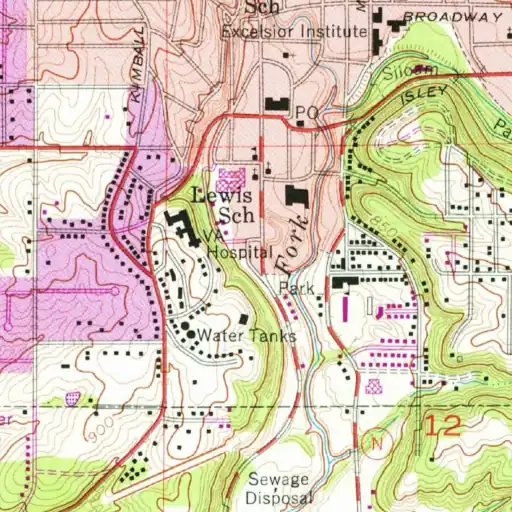 Sch
Excelsior Institute
BROADWAY
KIMBALL
Siloam
ISLEY
PO
Lewis
Sch
VA
Hospital
Fork
850
Park
Water Tanks
900
12
N
Sewage
Disposal